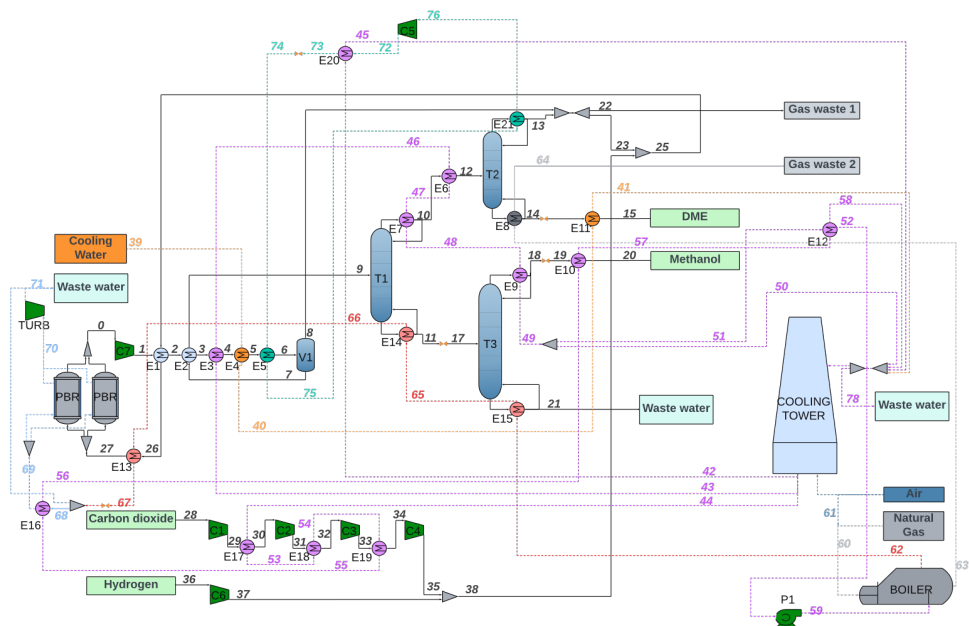 76
C5
45
74
73
72
E20
22
Gas waste 1
E21
13
23
25
46
64
Gas waste 2
12
T2
E6
41
47
58
10
E7
E8
14
E11
15
DME
52
E12
Cooling
Water
39
48
57
9
18
19
E9
E10
20
Methanol
71
Waste water
T1
50
TURB
66
0
8
70
C7
1
2
3
4
5
6
E1
E2
E3
E4
E5
V1
E14
11
17
T3
49
51
7
PBR
PBR
75
65
COOLING
TOWER
78
Waste water
E15
21
Waste water
40
27
26
E13
69
56
42
43
44
67
68
E16
Carbon dioxide
28
C1
29
30
E17
C2
54
31
E18
32
C3
33
E19
34
C4
53
55
Air
61
Natural
Gas
60
62
63
Hydrogen
36
C6
37
35
38
BOILER
P1
59